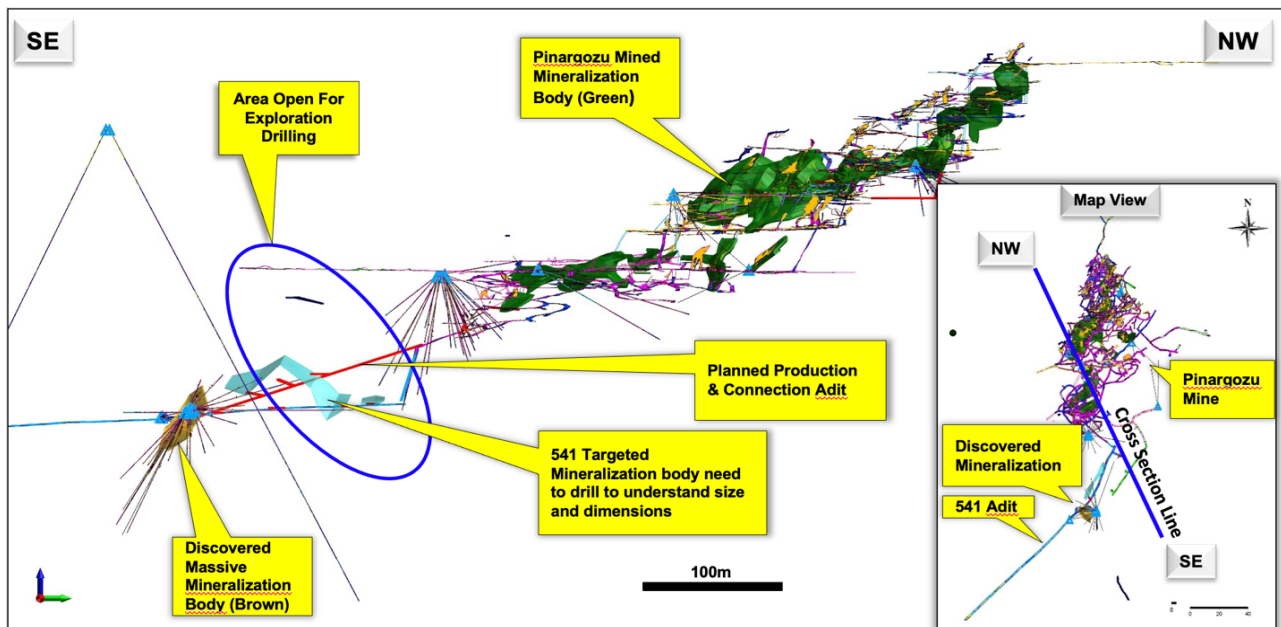 SE
NW
Pinargozu Mined
Mineralization
Body (Green)
Area Open For
Exploration
Drilling
Map View
N
NW
Planned Production
& Connection Adit
Pinargozu
Mine
Cross Section Line
541 Targeted
Mineralization body need
to drill to understand size
and dimensions
Discovered
Mineralization
541 Adit
Discovered
Massive
Mineralization
Body (Brown)
100m
SE
0 20 40